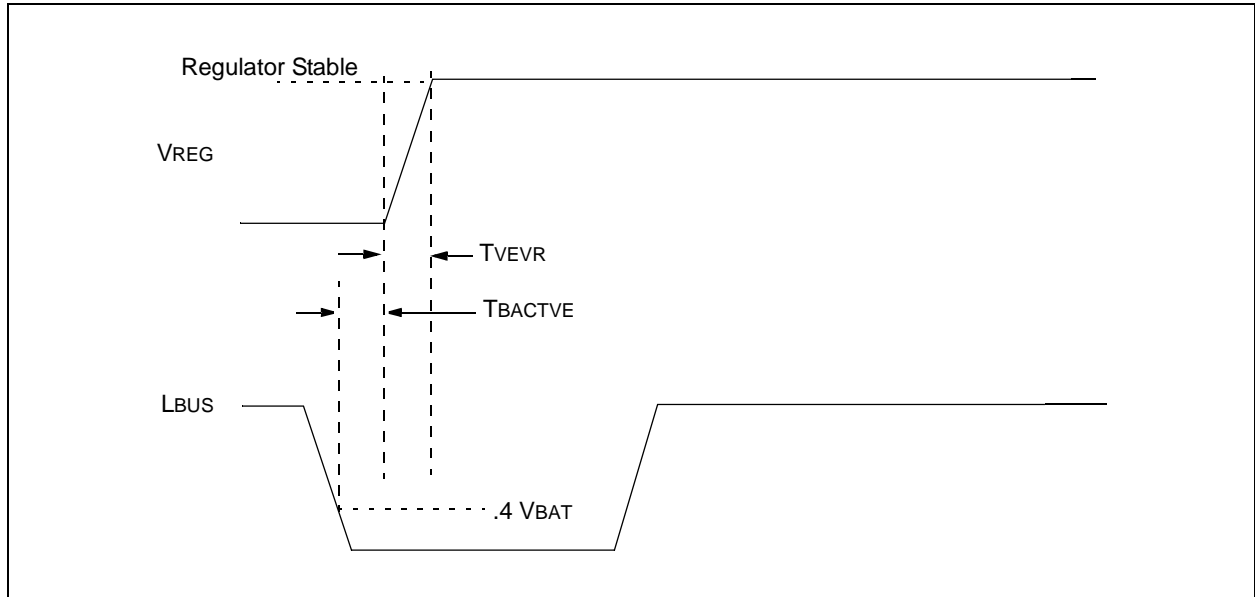 Regulator Stable
VREG
TVEVR
TBACTVE
LBUS
.4 VBAT